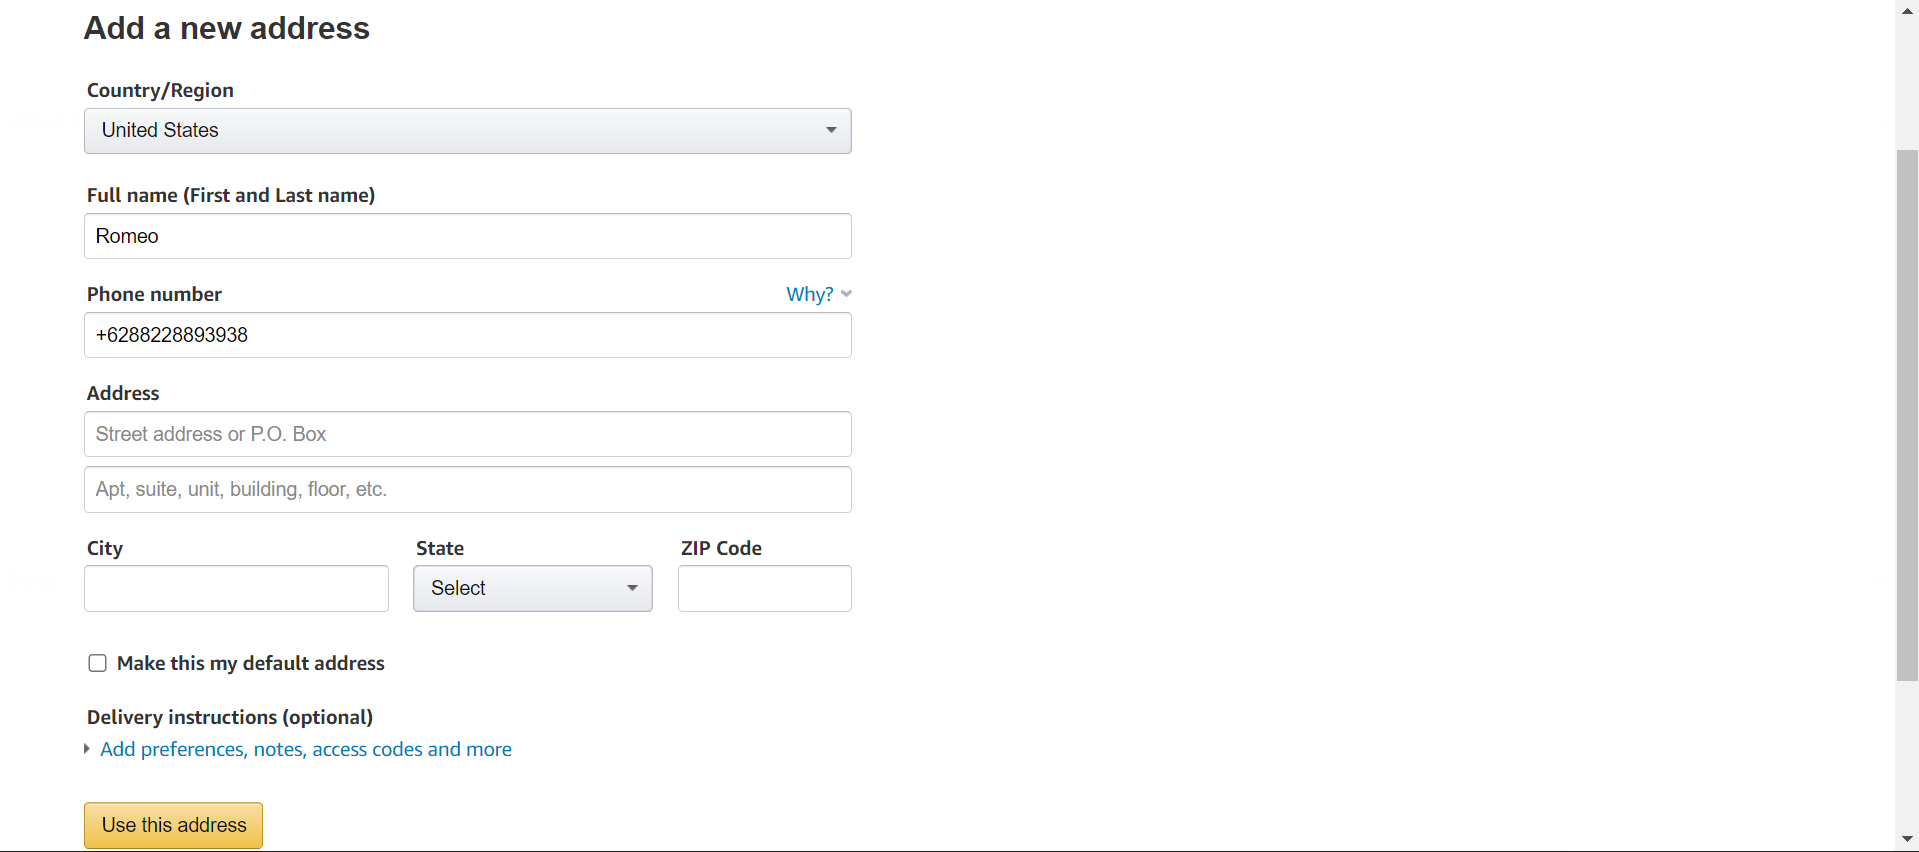 Add a new address
Country/Region
United States
Full name (First and Last name)
Romeo
Phone number Why?
+6288228893938
Address
Street address or P.O. Box
Apt, suite, unit, building, floor, etc.
City State ZIP Code
Select
Make this my default address
Delivery instructions (optional)
Add preferences, notes, access codes and more
Use this address